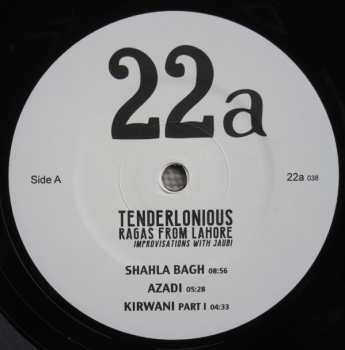 22a
Side A
22a 038
TENDERLONIOUS
RAGAS FROM LAHORE
IMPROVISATIONS WITH JAUBI
SHAHLA BAGH 08:56
AZADI 05:28
KIRWANI PART I 04:33